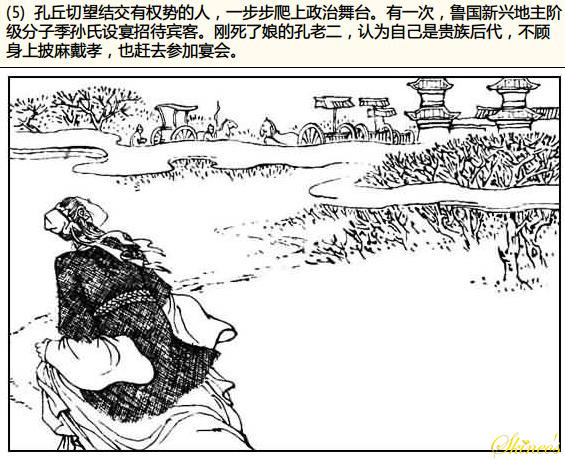 (5) 孔丘切望结交有权势的人，一步步爬上政治舞台。有一次，鲁国新兴地主阶
级分子季孙氏设宴招待宾客。刚死了娘的孔老二，认为自己是贵族后代，不顾
身上披麻戴孝，也赶去参加宴会。
Shinee's